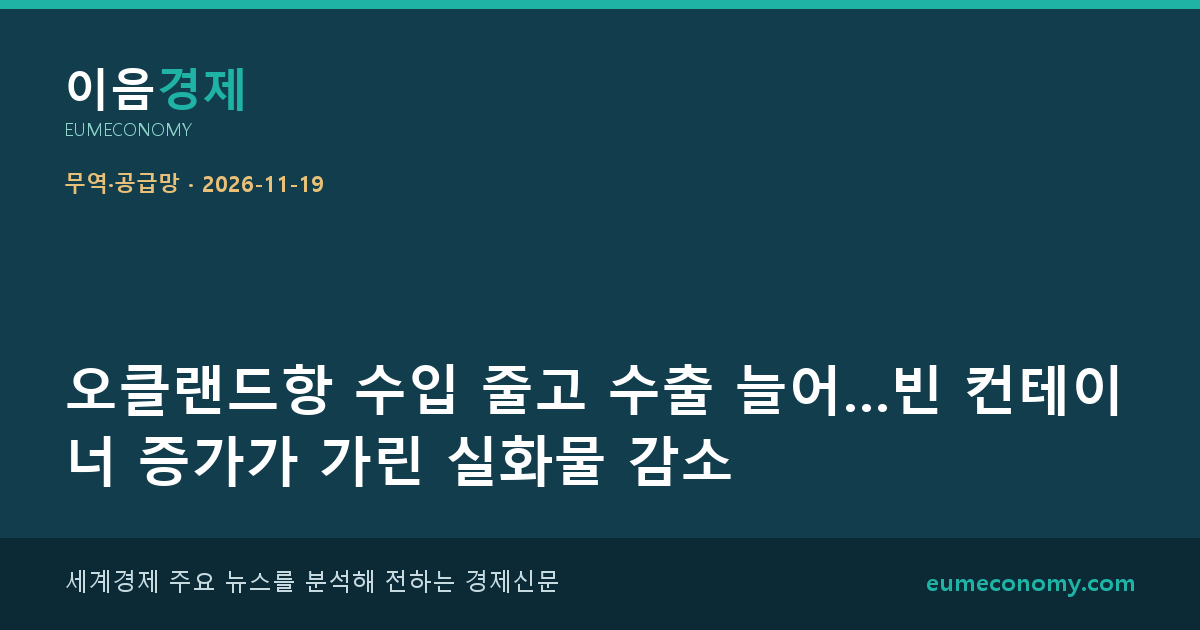 이음경제
EUMECONOMY
무역·공급망 · 2026-11-19
오클랜드항 수입 줄고 수출 늘어…빈 컨테이
너 증가가 가린 실화물 감소
세계경제 주요 뉴스를 분석해 전하는 경제신문
eumeconomy.com